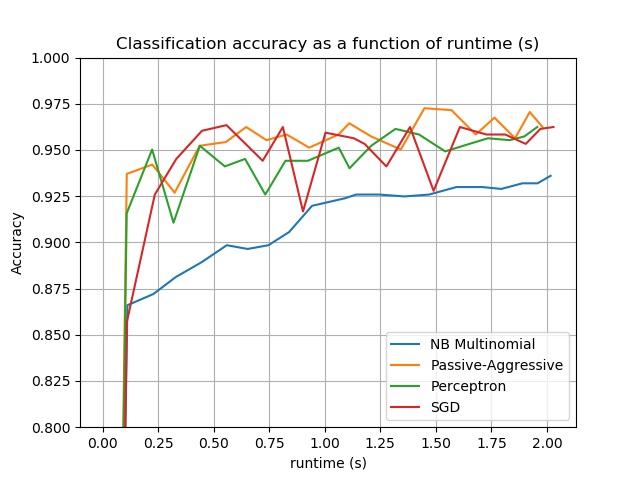 Classification accuracy as a function of runtime (s)
1.000
0.975
0.950
0.925
0.900
0.875
0.850
0.825
0.800
Accuracy
NB Multinomial
Passive-Aggressive
Perceptron
SGD
0.00 0.25 0.50 0.75 1.00 1.25 1.50 1.75 2.00
runtime (s)